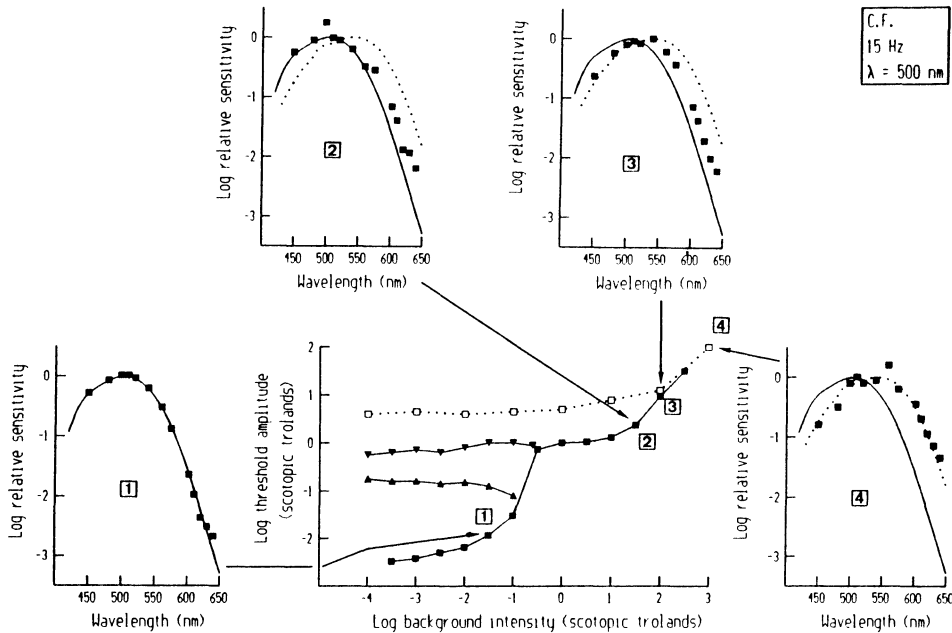 C.F.
15 Hz
λ = 500 nm
Log relative sensitivity
0
-1
-2
-3
2
450 500 550 600 650
Wavelength (nm)
Log relative sensitivity
0
-1
-2
-3
3
450 500 550 600 650
Wavelength (nm)
Log relative sensitivity
0
-1
-2
-3
1
450 500 550 600 650
Wavelength (nm)
Log threshold amplitude
(scotopic trolands)
2
1
0
-1
-2
4
3
2
1
-4 -3 -2 -1 0 1 2 3
Log background intensity (scotopic trolands)
Log relative sensitivity
0
-1
-2
-3
4
450 500 550 600 650
Wavelength (nm)